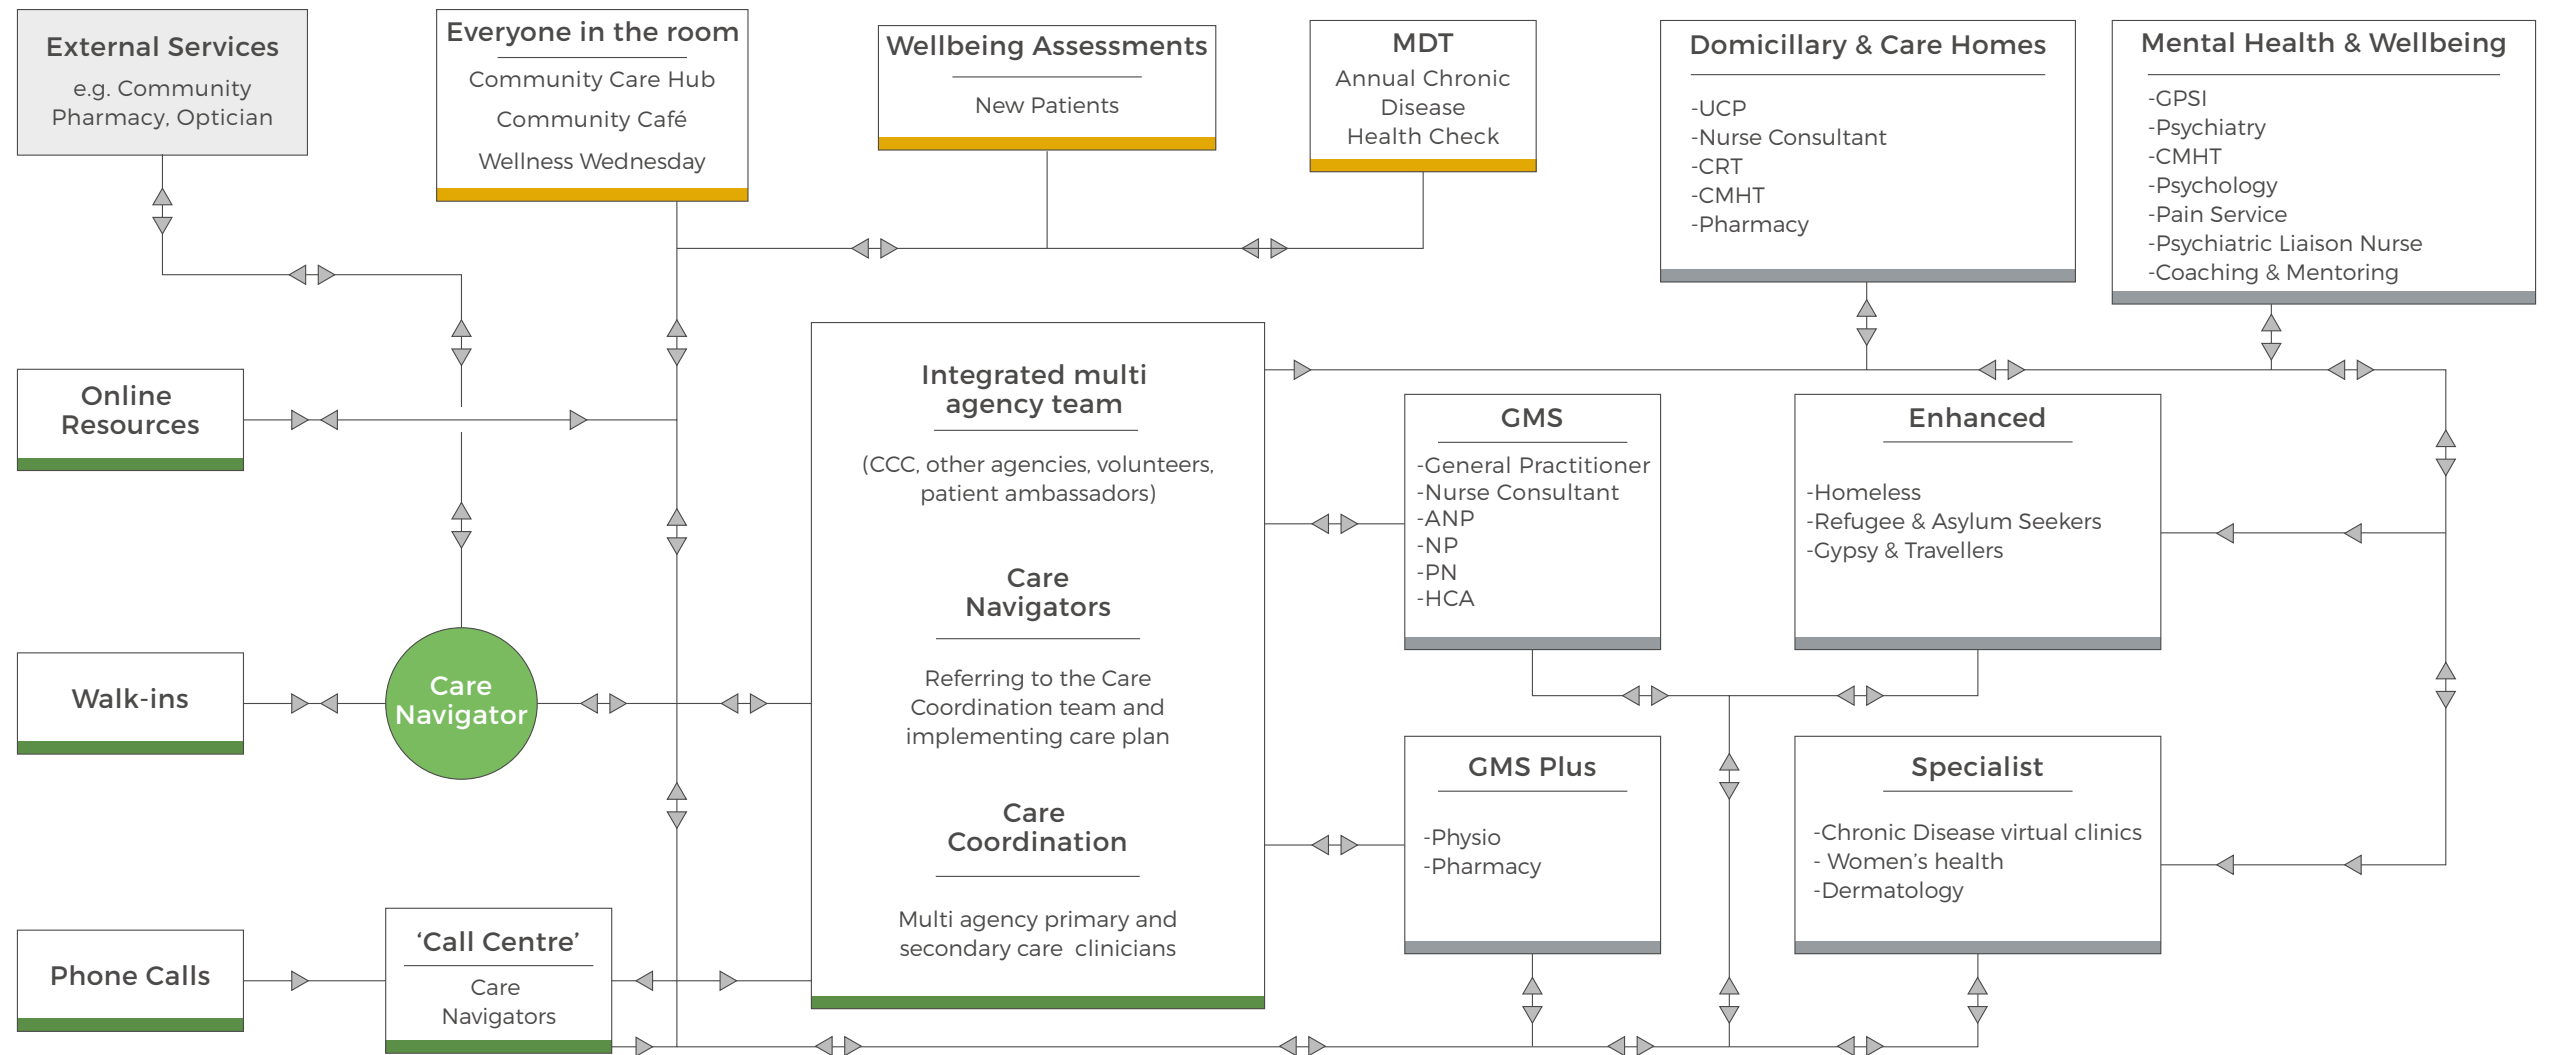 External Services
e.g. Community
Pharmacy, Optician
Everyone in the room
Community Care Hub
Community Café
Wellness Wednesday
Wellbeing Assessments
New Patients
MDT
Annual Chronic
Disease
Health Check
Domicillary & Care Homes
-UCP
-Nurse Consultant
-CRT
-CMHT
-Pharmacy
Mental Health & Wellbeing
-GPSI
-Psychiatry
-CMHT
-Psychology
-Pain Service
-Psychiatric Liaison Nurse
-Coaching & Mentoring
Online
Resources
Walk-ins
Care
Navigator
Phone Calls
‘Call Centre’
Care
Navigators
Integrated multi
agency team
(CCC, other agencies, volunteers,
patient ambassadors)
Care
Navigators
Referring to the Care
Coordination team and
implementing care plan
Care
Coordination
Multi agency primary and
secondary care clinicians
GMS
-General Practitioner
-Nurse Consultant
-ANP
-NP
-PN
-HCA
Enhanced
-Homeless
-Refugee & Asylum Seekers
-Gypsy & Travellers
GMS Plus
-Physio
-Pharmacy
Specialist
-Chronic Disease virtual clinics
- Women’s health
-Dermatology